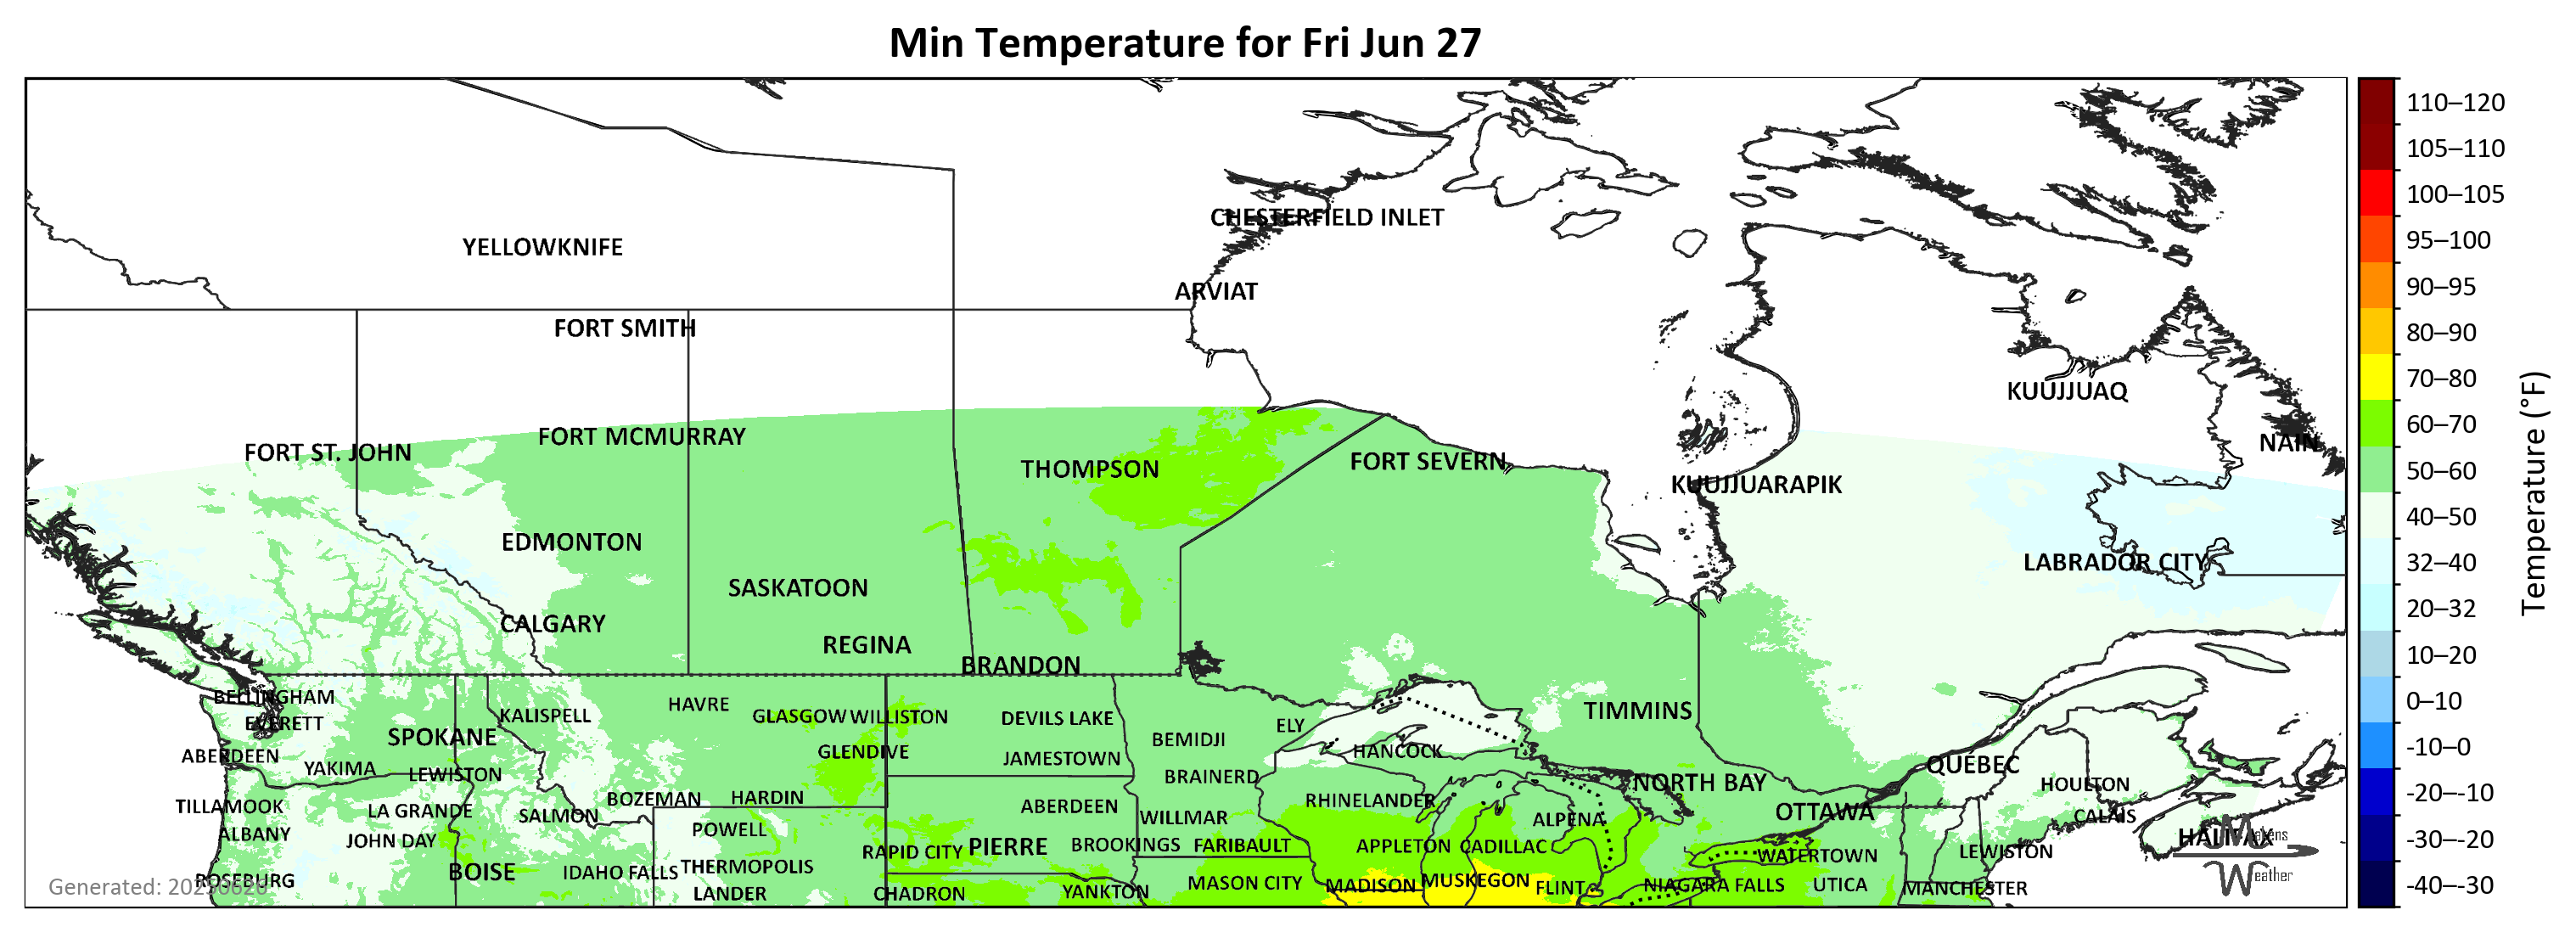 Min Temperature for Fri Jun 27
110–120
105–110
100–105
95–100
90–95
80–90
70–80
60–70
50–60
40–50
32–40
20–32
10–20
0–10
-10–0
-20–-10
-30–-20
-40–-30
Temperature (°F)
CHESTERFIELD INLET
YELLOWKNIFE
ARVIAT
FORT SMITH
KUUJJUAQ
FORT MCMURRAY
NAIN
FORT ST. JOHN
FORT SEVERN
THOMPSON
KUUJJUARAPIK
EDMONTON
LABRADOR CITY
SASKATOON
CALGARY
REGINA
BRANDON
BELLINGHAM
HAVRE
TIMMINS
KALISPELL
GLASGOW
WILLISTON
DEVILS LAKE
EVERETT
ELY
SPOKANE
BEMIDJI
GLENDIVE
HANCOCK
ABERDEEN
JAMESTOWN
QUÉBEC
YAKIMA
LEWISTON
BRAINERD
NORTH BAY
HOULTON
BOZEMAN
HARDIN
RHINELANDER
TILLAMOOK
ABERDEEN
LA GRANDE
SALMON
WILLMAR
OTTAWA
CALAIS
ALPENA
POWELL
ALBANY
JOHN DAY
HALIFAX
BROOKINGS
FARIBAULT
APPLETON
CADILLAC
PIERRE
RAPID CITY
LEWISTON
WATERTOWN
THERMOPOLIS
BOISE
IDAHO FALLS
ROSEBURG
MASON CITY
MADISON
MUSKEGON
FLINT
NIAGARA FALLS
UTICA
MANCHESTER
LANDER
CHADRON
YANKTON
Makens
Weather
Generated: 20250626